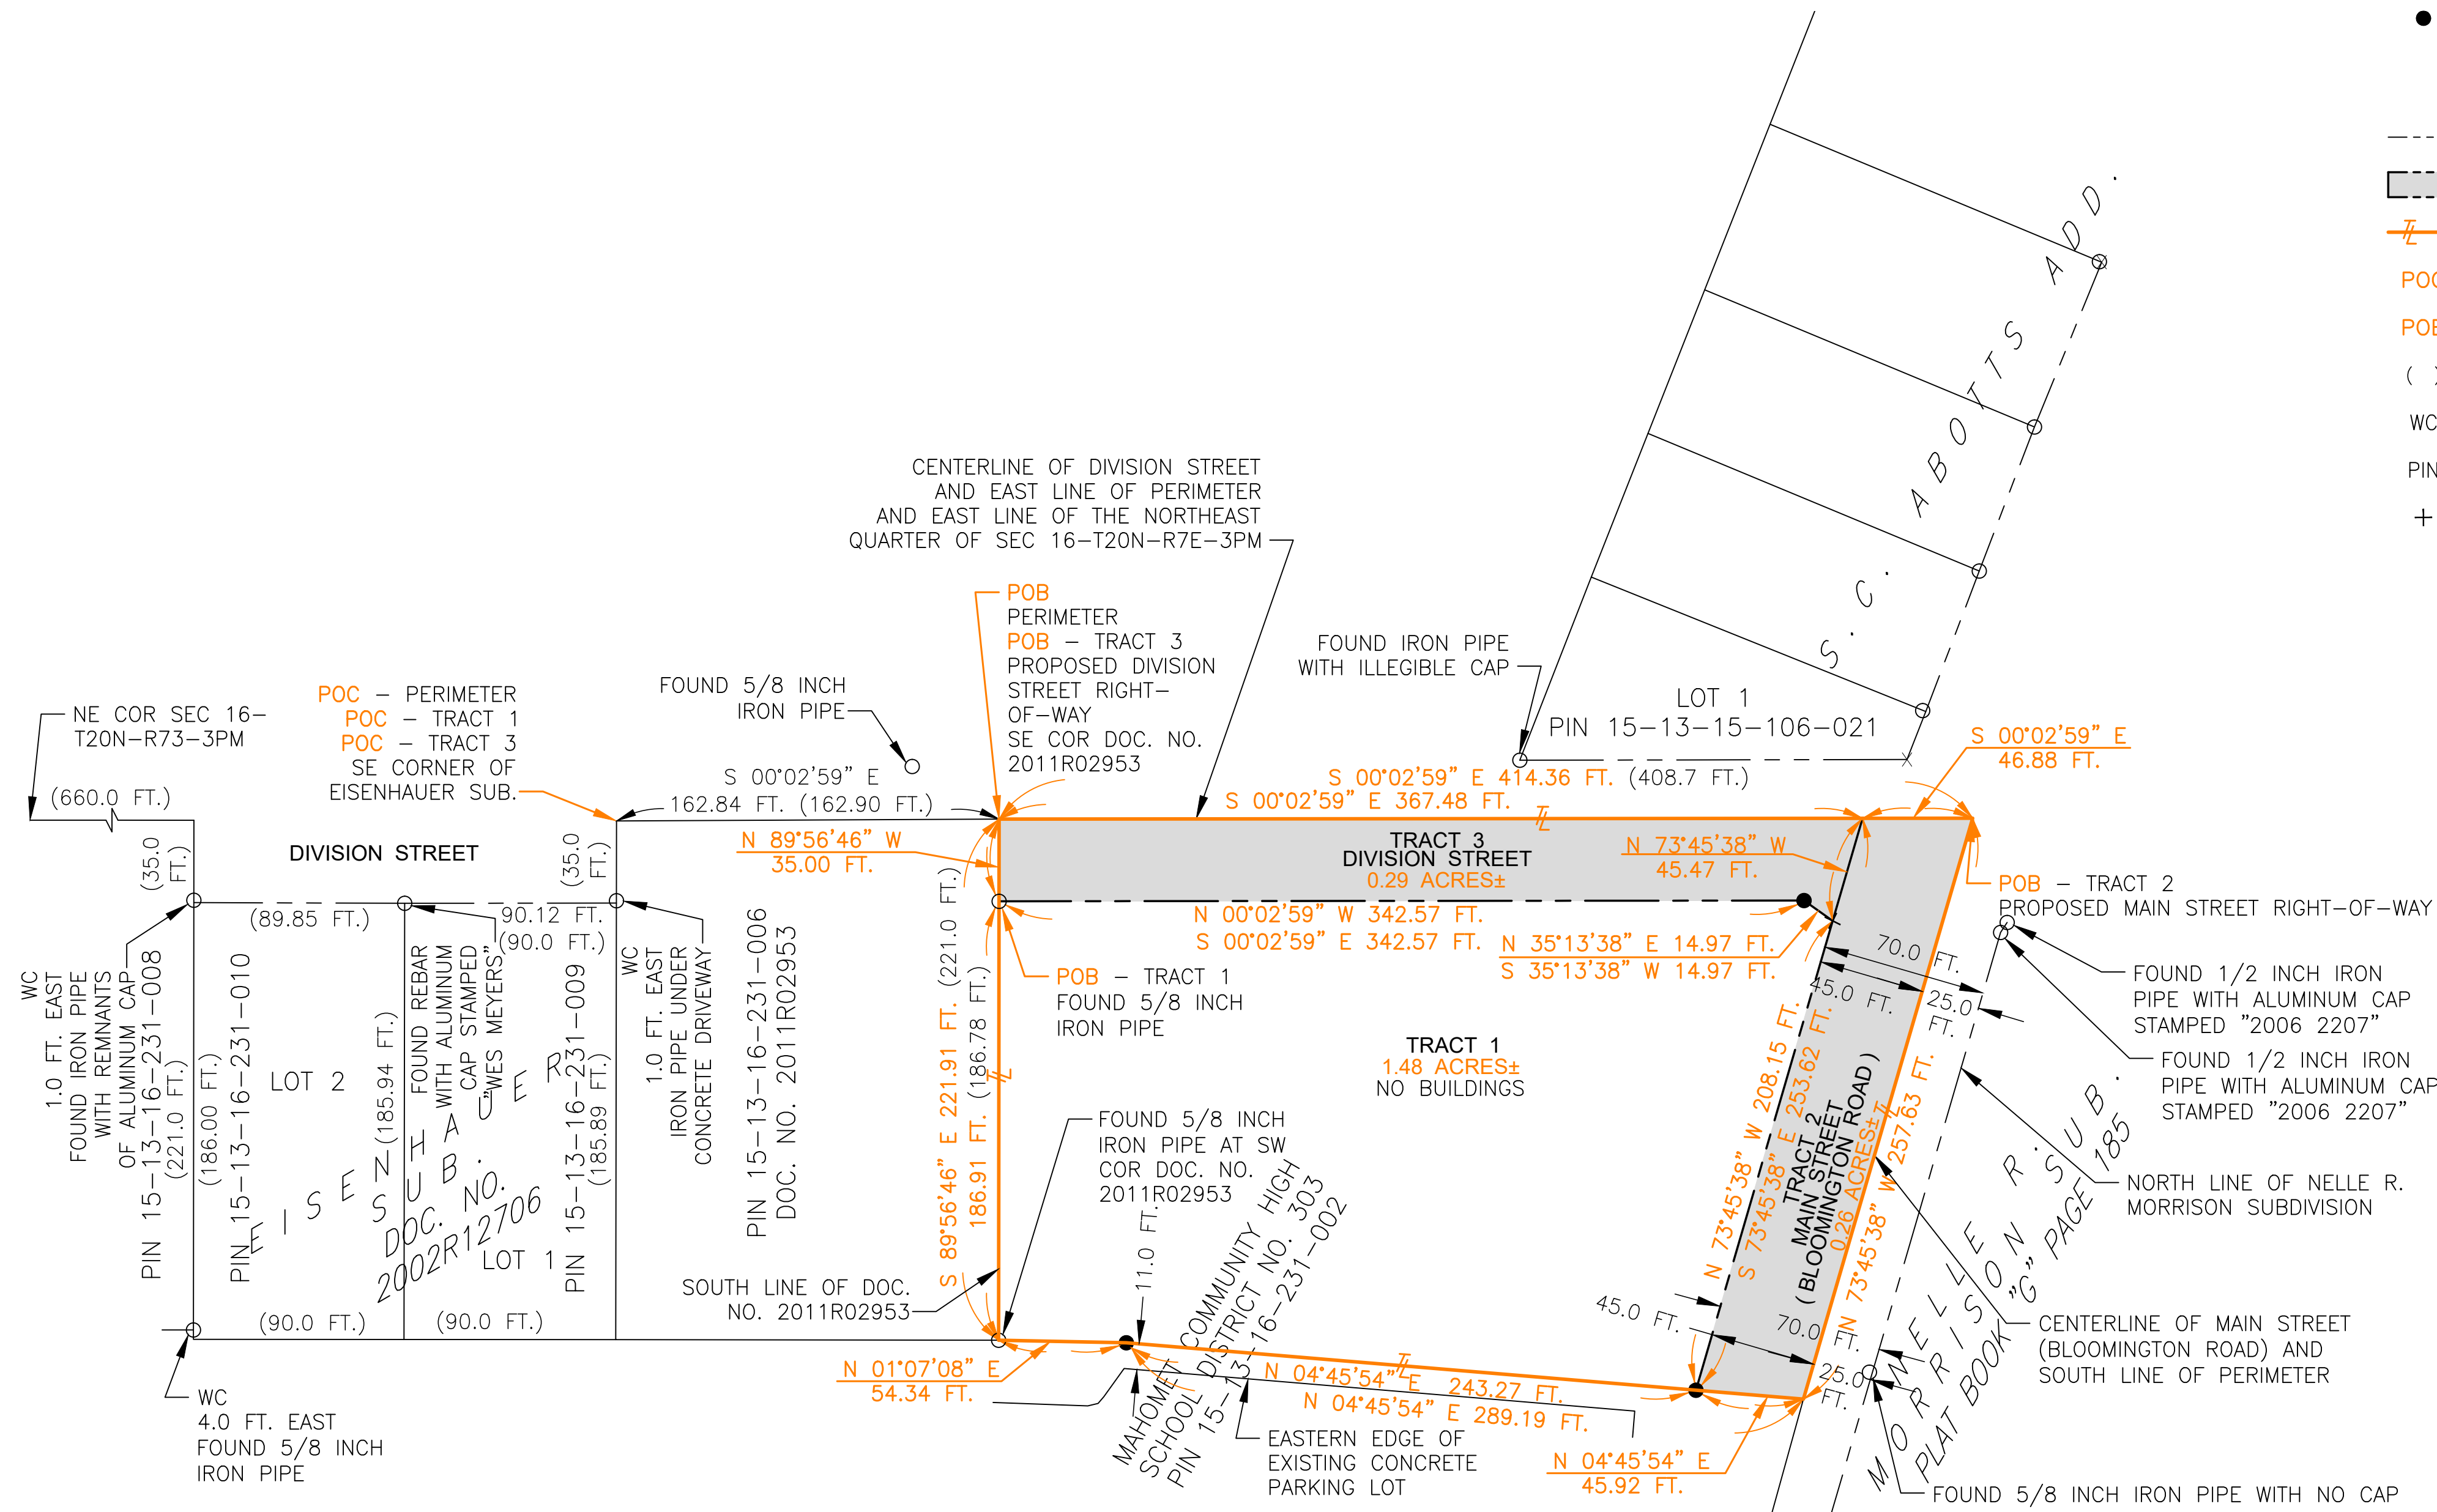 POC
POB
( )
WC
PIN
S. C. ABOTTS ADD.
CENTERLINE OF DIVISION STREET
AND EAST LINE OF PERIMETER
AND EAST LINE OF THE NORTHEAST
QUARTER OF SEC 16-T20N-R7E-3PM
POB
PERIMETER
POB - TRACT 3
PROPOSED DIVISION
STREET RIGHT-
OF-WAY
SE COR DOC. NO.
2011R02953
FOUND IRON PIPE
WITH ILLEGIBLE CAP
LOT 1
PIN 15-13-15-106-021
NE COR SEC 16-
T20N-R73-3PM
(660.0 FT.)
POC - PERIMETER
POC - TRACT 1
POC - TRACT 3
SE CORNER OF
EISENHAUER SUB.
FOUND 5/8 INCH
IRON PIPE
S 00°02'59" E
162.84 FT. (162.90 FT.)
S 00°02'59" E 414.36 FT. (408.7 FT.)
S 00°02'59" E 367.48 FT.
S 00°02'59" E
46.88 FT.
(35.0
FT.)
DIVISION STREET
(35.0
FT.)
N 89°56'46" W
35.00 FT.
TRACT 3
DIVISION STREET
0.29 ACRES±
N 73°45'38" W
45.47 FT.
POB - TRACT 2
PROPOSED MAIN STREET RIGHT-OF-WAY
(89.85 FT.)
90.12 FT.
(90.0 FT.)
N 00°02'59" W 342.57 FT.
S 00°02'59" E 342.57 FT.
N 35°13'38" E 14.97 FT.
S 35°13'38" W 14.97 FT.
POB - TRACT 1
FOUND 5/8 INCH
IRON PIPE
70.0 FT.
45.0 FT.
25.0
FT.
FOUND 1/2 INCH IRON
PIPE WITH ALUMINUM CAP
STAMPED "2006 2207"
FOUND 1/2 INCH IRON
PIPE WITH ALUMINUM CAP
STAMPED "2006 2207"
WC
1.0 FT. EAST
FOUND IRON PIPE
WITH REMNANTS
OF ALUMINUM CAP
PIN 15-13-16-231-008
(221.0 FT.)
(186.00 FT.)
PIN 15-13-16-231-010
LOT 2
(185.94 FT.)
FOUND REBAR
WITH ALUMINUM
CAP STAMPED
"WES MEYERS"
EISENHAUER
SUB.
DOC. NO.
2002R12706
LOT 1
PIN 15-13-16-231-009
(185.89 FT.)
WC
1.0 FT. EAST
IRON PIPE UNDER
CONCRETE DRIVEWAY
PIN 15-13-16-231-006
DOC. NO. 2011R02953
S 89°56'46" E 221.91 FT. (221.0 FT.)
186.91 FT. (186.78 FT.)
TRACT 1
1.48 ACRES±
NO BUILDINGS
FOUND 5/8 INCH
IRON PIPE AT SW
COR DOC. NO.
2011R02953
N 73°45'38" W 208.15 FT.
S 73°45'38" E 253.62 FT.
TRACT 2
MAIN STREET
(BLOOMINGTON ROAD)
0.26 ACRES±
N 73°45'38" W 257.63 FT.
NORTH LINE OF NELLE R.
MORRISON SUBDIVISION
NELLE R.
MORRISON SUB.
PLAT BOOK "G" PAGE 185
SOUTH LINE OF DOC.
NO. 2011R02953
11.0 FT.
MAHOMET COMMUNITY HIGH
SCHOOL DISTRICT NO. 303
PIN 15-13-16-231-002
45.0 FT.
70.0 FT.
25.0
FT.
CENTERLINE OF MAIN STREET
(BLOOMINGTON ROAD) AND
SOUTH LINE OF PERIMETER
(90.0 FT.)
(90.0 FT.)
N 01°07'08" E
54.34 FT.
N 04°45'54" E 243.27 FT.
N 04°45'54" E 289.19 FT.
N 04°45'54" E
45.92 FT.
WC
4.0 FT. EAST
FOUND 5/8 INCH
IRON PIPE
EASTERN EDGE OF
EXISTING CONCRETE
PARKING LOT
FOUND 5/8 INCH IRON PIPE WITH NO CAP